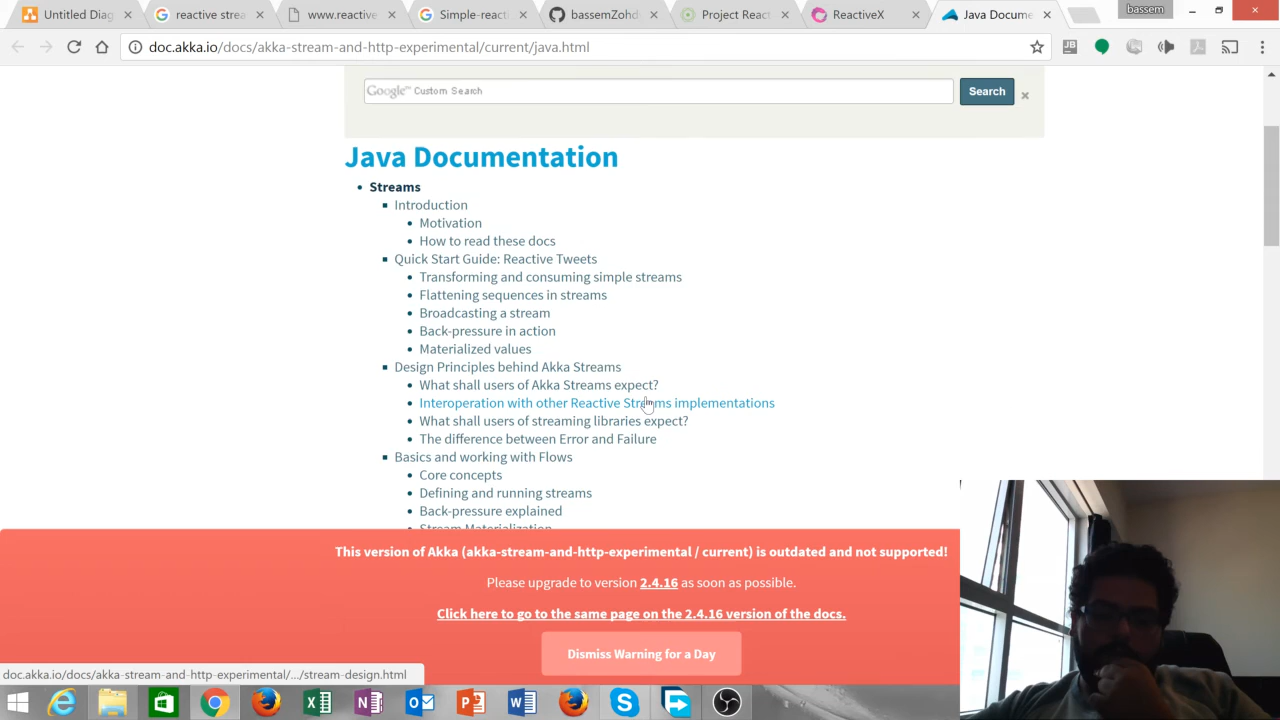 Untitled Diag
reactive strea
www.reactive
Simple-reacti
bassemZohdy
Project React
ReactiveX
Java Docume
bassem
doc.akka.io/docs/akka-stream-and-http-experimental/current/java.html
Google™ Custom Search
Search
Java Documentation
Streams
Introduction
Motivation
How to read these docs
Quick Start Guide: Reactive Tweets
Transforming and consuming simple streams
Flattening sequences in streams
Broadcasting a stream
Back-pressure in action
Materialized values
Design Principles behind Akka Streams
What shall users of Akka Streams expect?
Interoperation with other Reactive Streams implementations
What shall users of streaming libraries expect?
The difference between Error and Failure
Basics and working with Flows
Core concepts
Defining and running streams
Back-pressure explained
Stream Materialization
This version of Akka (akka-stream-and-http-experimental / current) is outdated and not supported!
Please upgrade to version 2.4.16 as soon as possible.
Click here to go to the same page on the 2.4.16 version of the docs.
Dismiss Warning for a Day
doc.akka.io/docs/akka-stream-and-http-experimental/.../stream-design.html